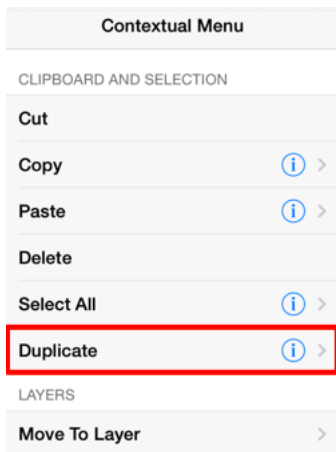 Contextual Menu
CLIPBOARD AND SELECTION
Cut
Copy
Paste
Delete
Select All
Duplicate
LAYERS
Move To Layer